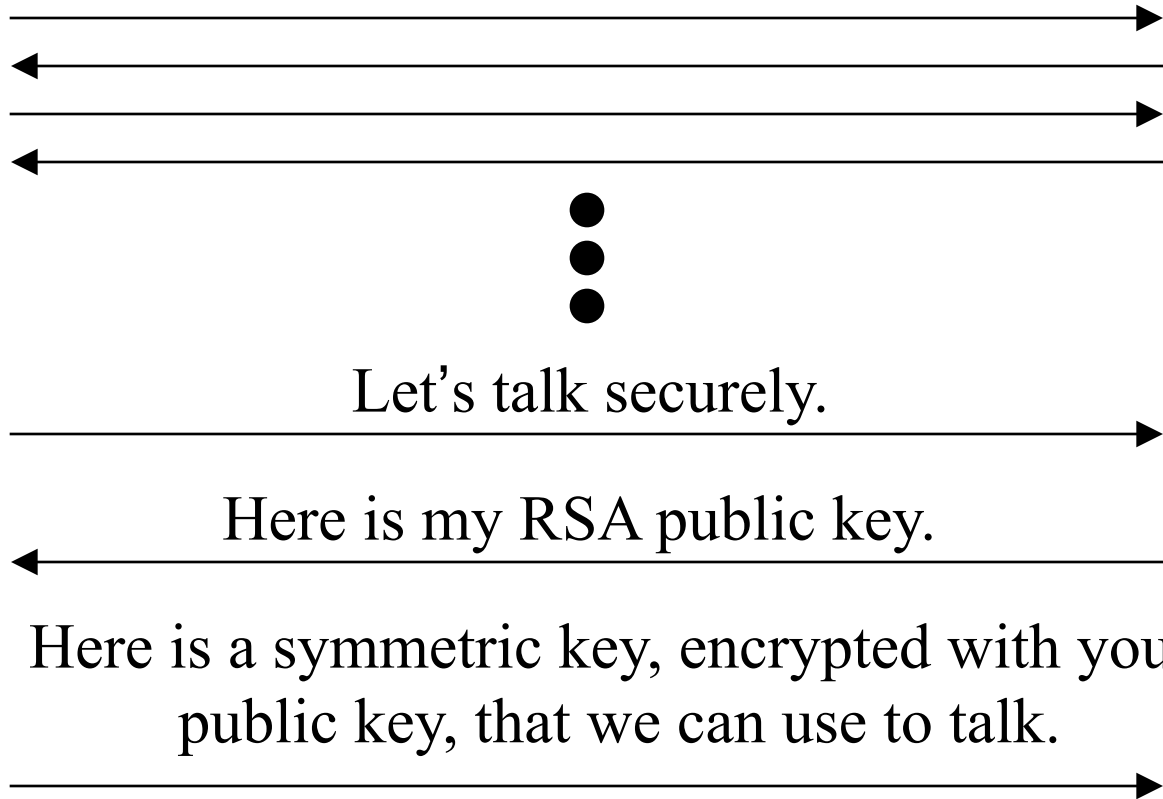 Let’s talk securely.
Here is my RSA public key.
Here is a symmetric key, encrypted with you
public key, that we can use to talk.